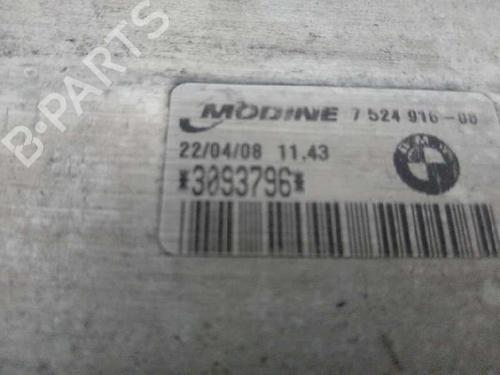 B-PARTS
MODINE 7 524 916-08
22/04/08 11.43
*3093796*
BMW